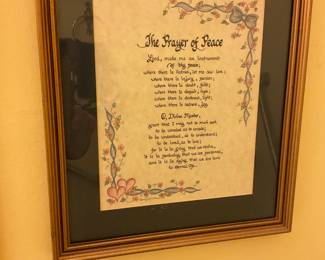 The Prayer of Peace
Lord, make me an instrument
of thy peace;
where there is hatred, let me sow love;
where there is injury, pardon;
where there is doubt, faith;
where there is despair, hope;
where there is darkness, light;
where there is sadness, joy.
O, Divine Master,
grant that I may not so much seek
to be consoled as to console;
to be understood, as to understand;
to be loved, as to love;
for it is in giving that we receive,
it is in pardoning that we are pardoned,
and it is in dying that we are born
to eternal life.